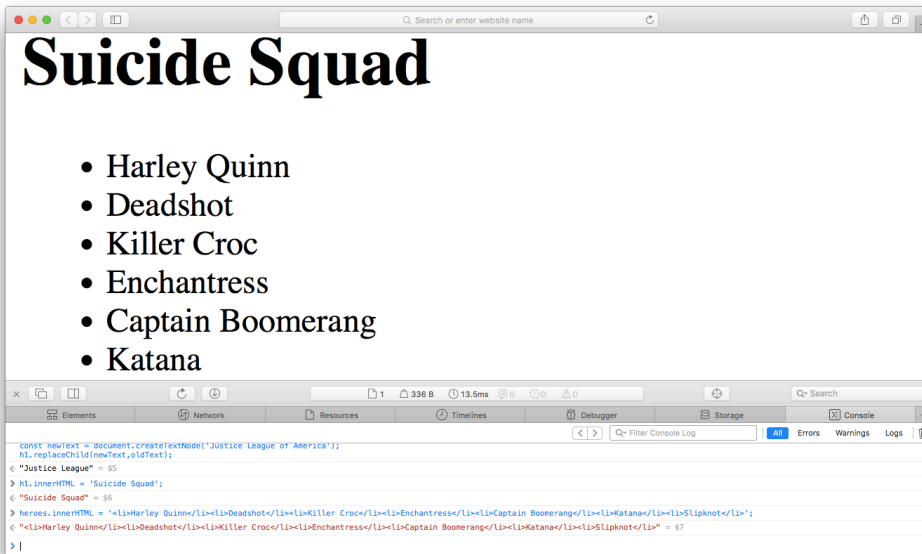 Search or enter website name
Suicide Squad
• Harley Quinn
• Deadshot
• Killer Croc
• Enchantress
• Captain Boomerang
• Katana
1 336 B 13.5ms 0 0 0 Search
Elements Network Resources Timelines Debugger Storage Console
Filter Console Log All Errors Warnings Logs
const newText = document.createTextNode('Justice League of America');
h1.replaceChild(newText,oldText);
"Justice League" = $5
h1.innerHTML = 'Suicide Squad';
"Suicide Squad" = $6
heroes.innerHTML = '<li>Harley Quinn</li><li>Deadshot</li><li>Killer Croc</li><li>Enchantress</li><li>Captain Boomerang</li><li>Katana</li><li>Slipknot</li>';
"<li>Harley Quinn</li><li>Deadshot</li><li>Killer Croc</li><li>Enchantress</li><li>Captain Boomerang</li><li>Katana</li><li>Slipknot</li>" = $7